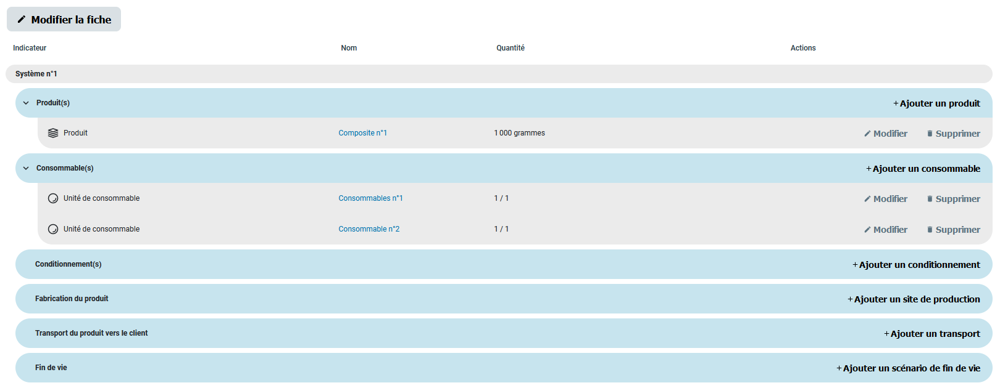 Modifier la fiche
Indicateur Nom Quantité Actions
Système n°1
Produit(s) +Ajouter un produit
Produit Composite n°1 1 000 grammes Modifier Supprimer
Consommable(s) +Ajouter un consommable
Unité de consommable Consommables n°1 1 / 1 Modifier Supprimer
Unité de consommable Consommable n°2 1 / 1 Modifier Supprimer
Conditionnement(s) +Ajouter un conditionnement
Fabrication du produit +Ajouter un site de production
Transport du produit vers le client +Ajouter un transport
Fin de vie +Ajouter un scénario de fin de vie